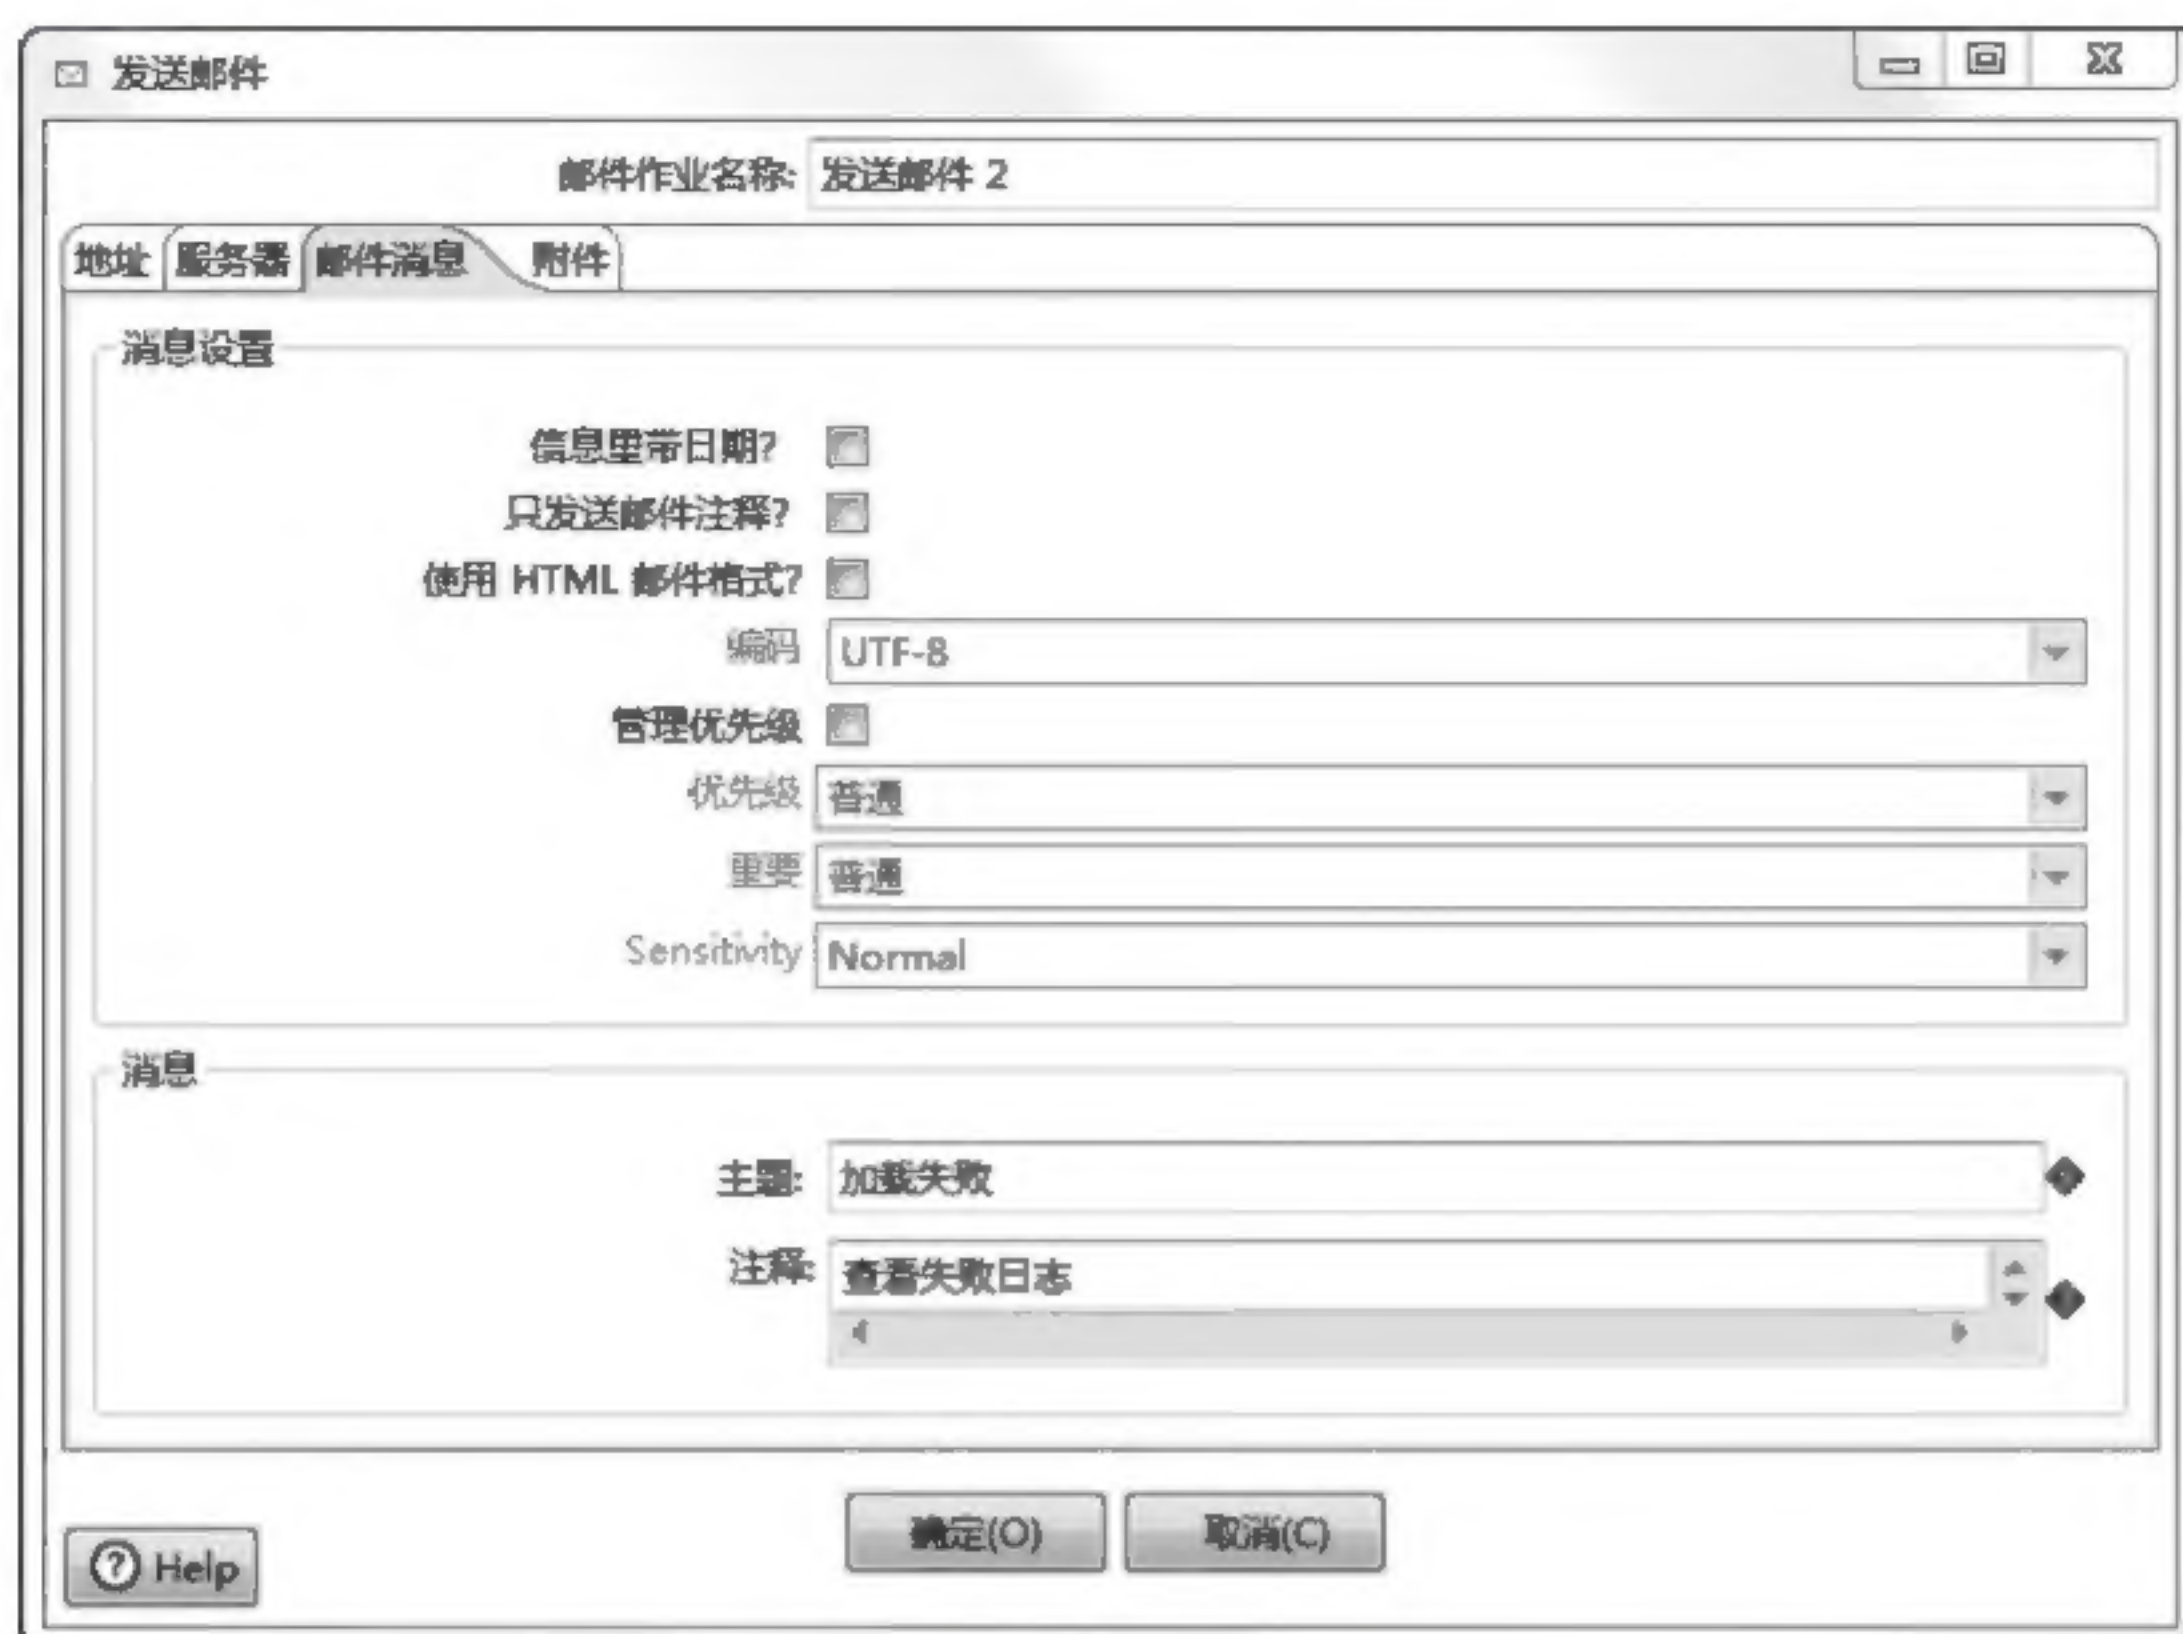 发送邮件
邮件作业名称: 发送邮件 2
地址 服务器 邮件消息 附件
消息设置
信息里带日期?
只发送邮件注释?
使用 HTML 邮件格式?
编码 UTF-8
管理优先级
优先级 普通
重要 普通
Sensitivity Normal
消息
主题: 加载失败
注释: 查看失败日志
确定(O) 取消(C)
Help